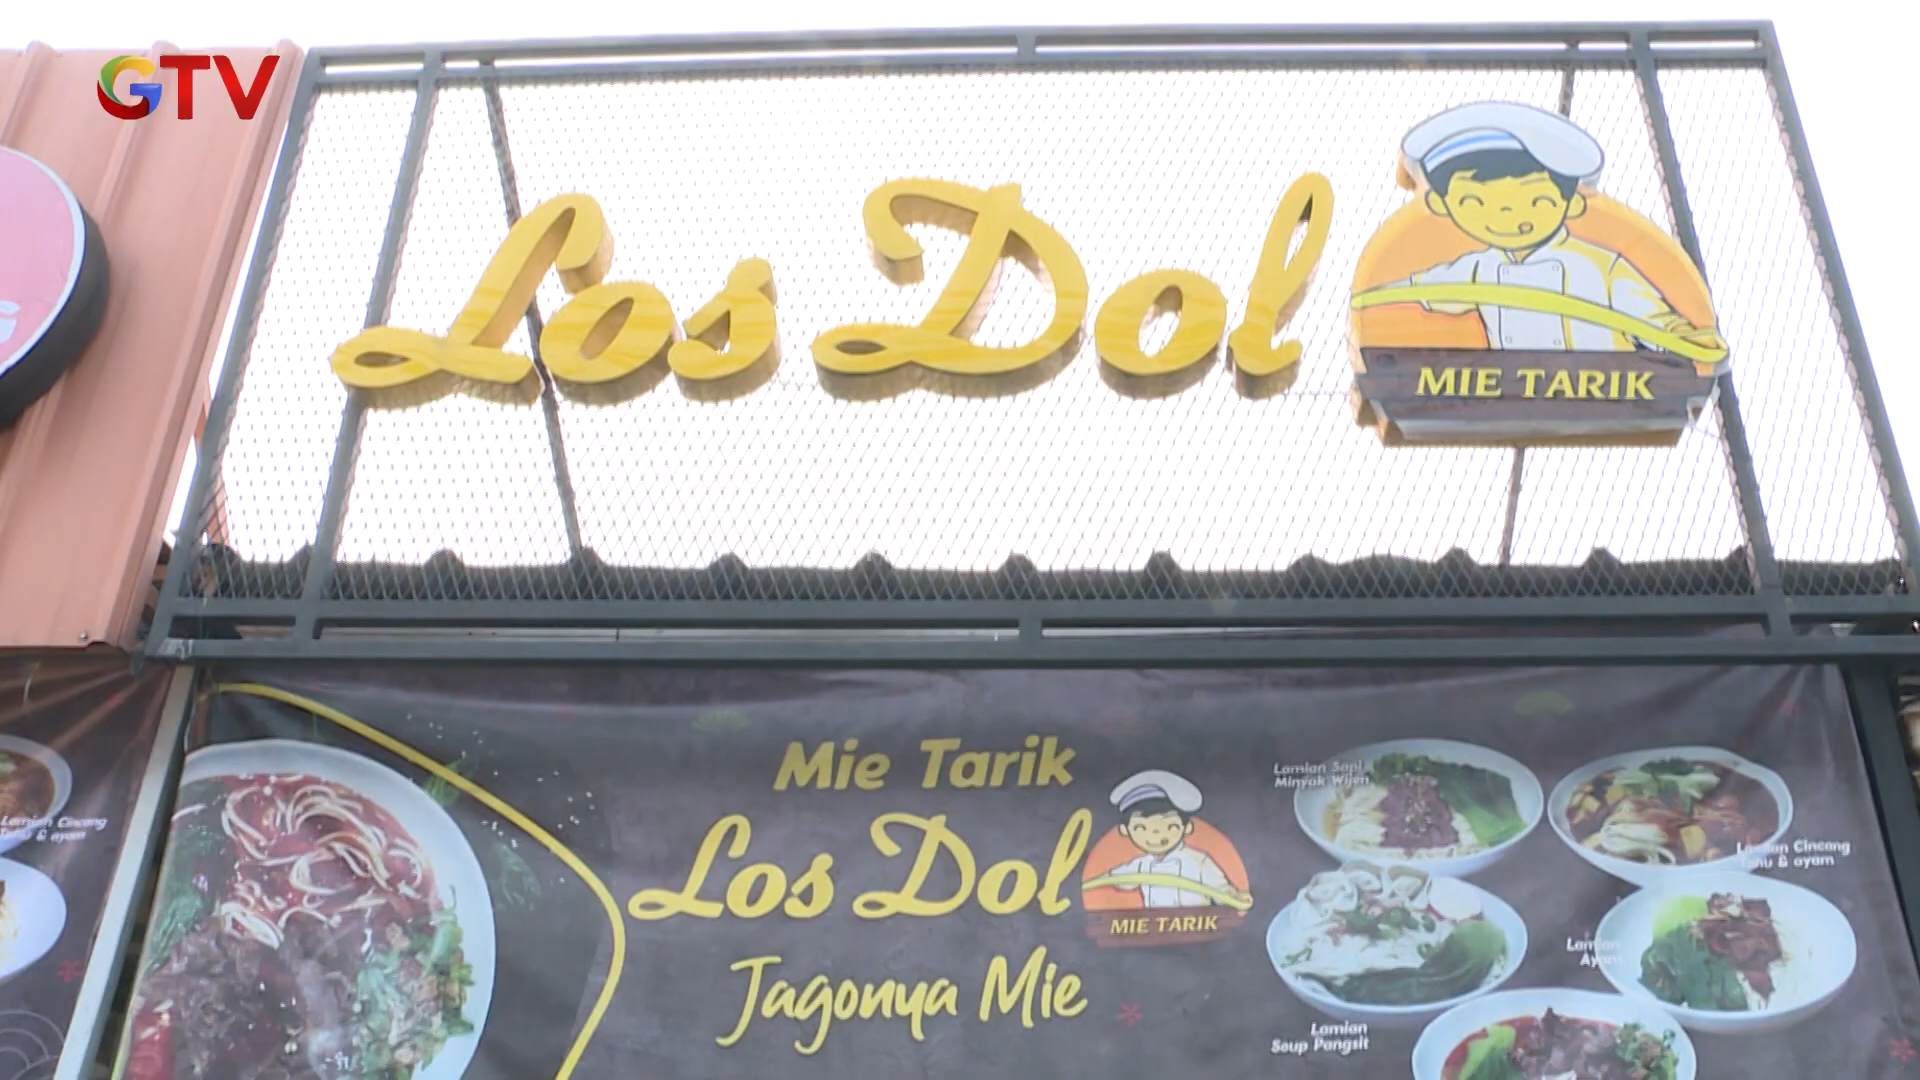 GTV
Los Dol
MIE TARIK
Mie Tarik
Los Dol
MIE TARIK
Jagonya Mie
Lamian Sapi
Minyak Wijen
Lamian Cincang
Tahu & ayam
Lamian
Ayam
Lamian
Soup Pangsit
Lamian Cincang
Tahu & ayam